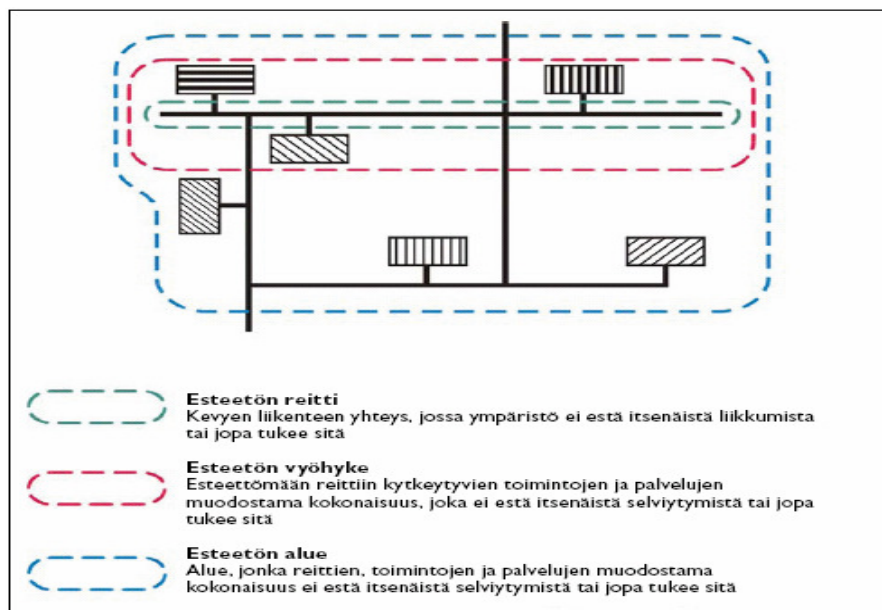 Esteetön reitti
Kevyen liikenteen yhteys, jossa ympäristö ei estä itsenäistä liikkumista
tai jopa tukee sitä
Esteetön vyöhyke
Esteettömään reittiin kytkeytyvien toimintojen ja palvelujen
muodostama kokonaisuus, joka ei estä itsenäistä selviytymistä tai jopa
tukee sitä
Esteetön alue
Alue, jonka reittien, toimintojen ja palvelujen muodostama
kokonaisuus ei estä itsenäistä selviytymistä tai jopa tukee sitä